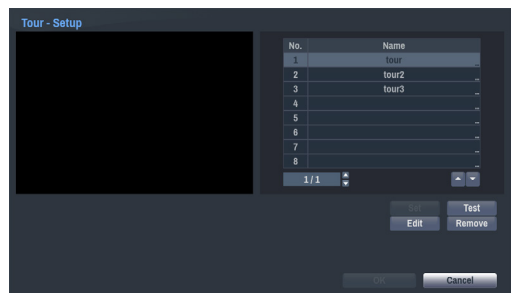 Tour - Setup
No. Name
1 tour ...
2 tour2 ...
3 tour3 ...
4 ...
5 ...
6 ...
7 ...
8 ...
1 / 1
Set Test
Edit Remove
OK Cancel